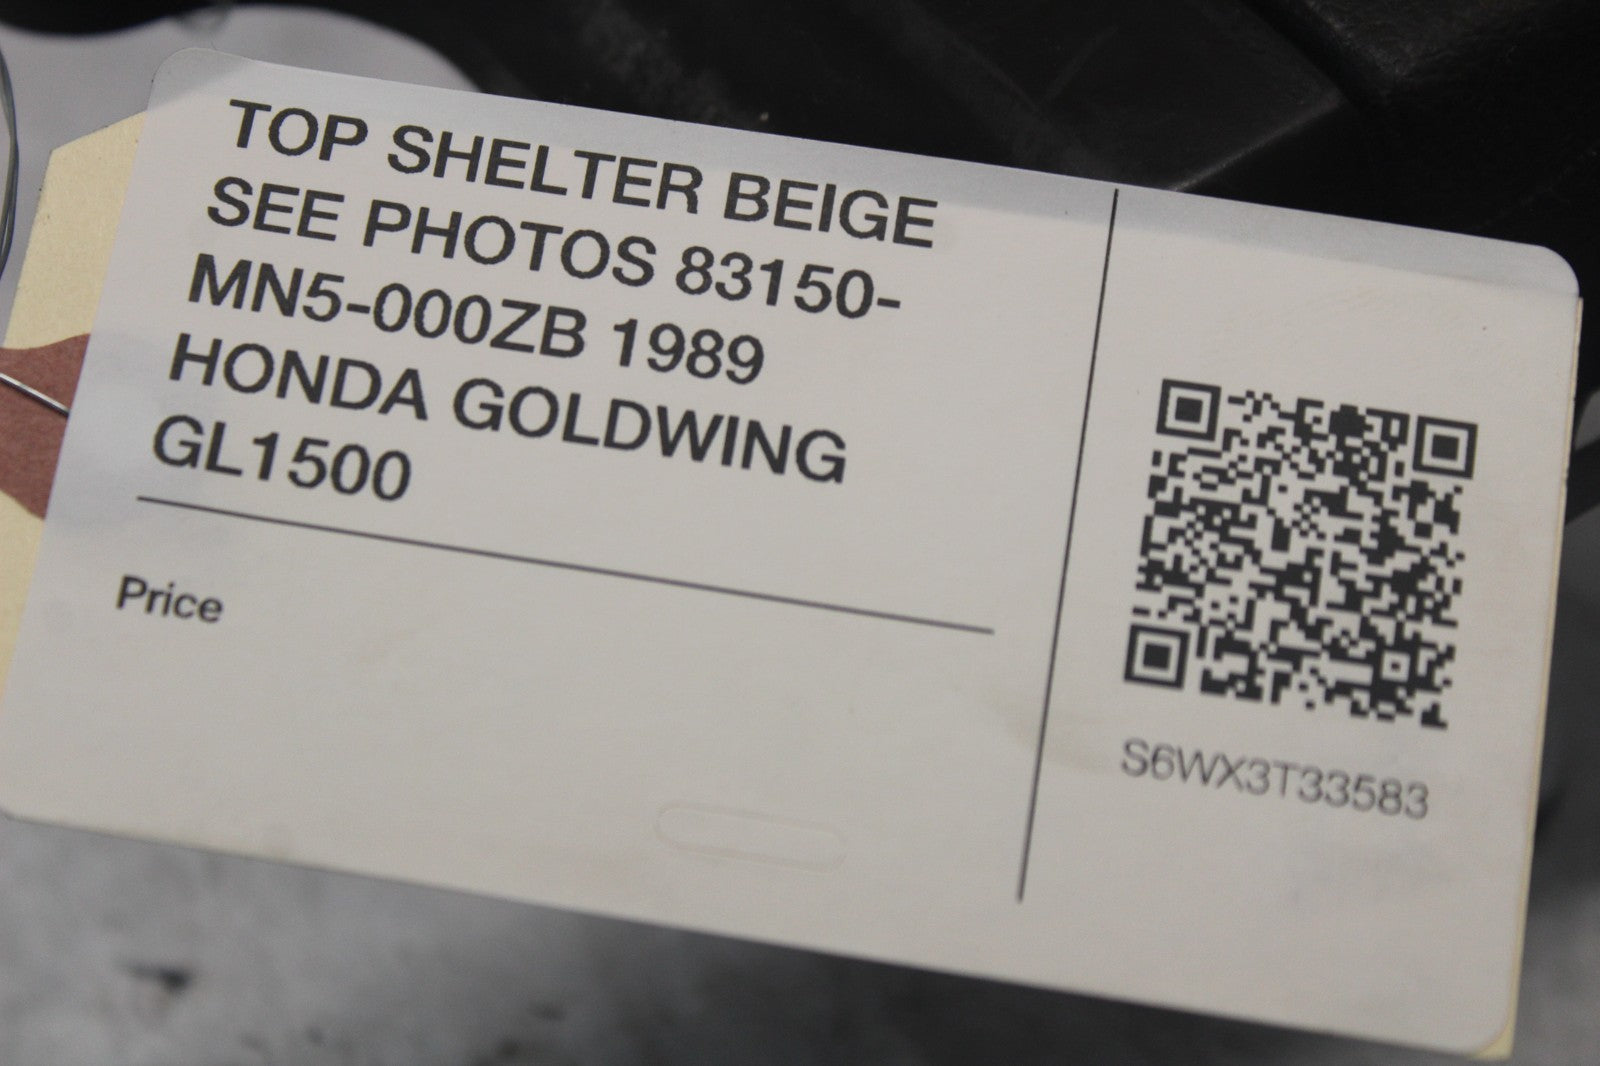 TOP SHELTER BEIGE
SEE PHOTOS 83150-
MN5-000ZB 1989
HONDA GOLDWING
GL1500
Price
S6WX3T33583